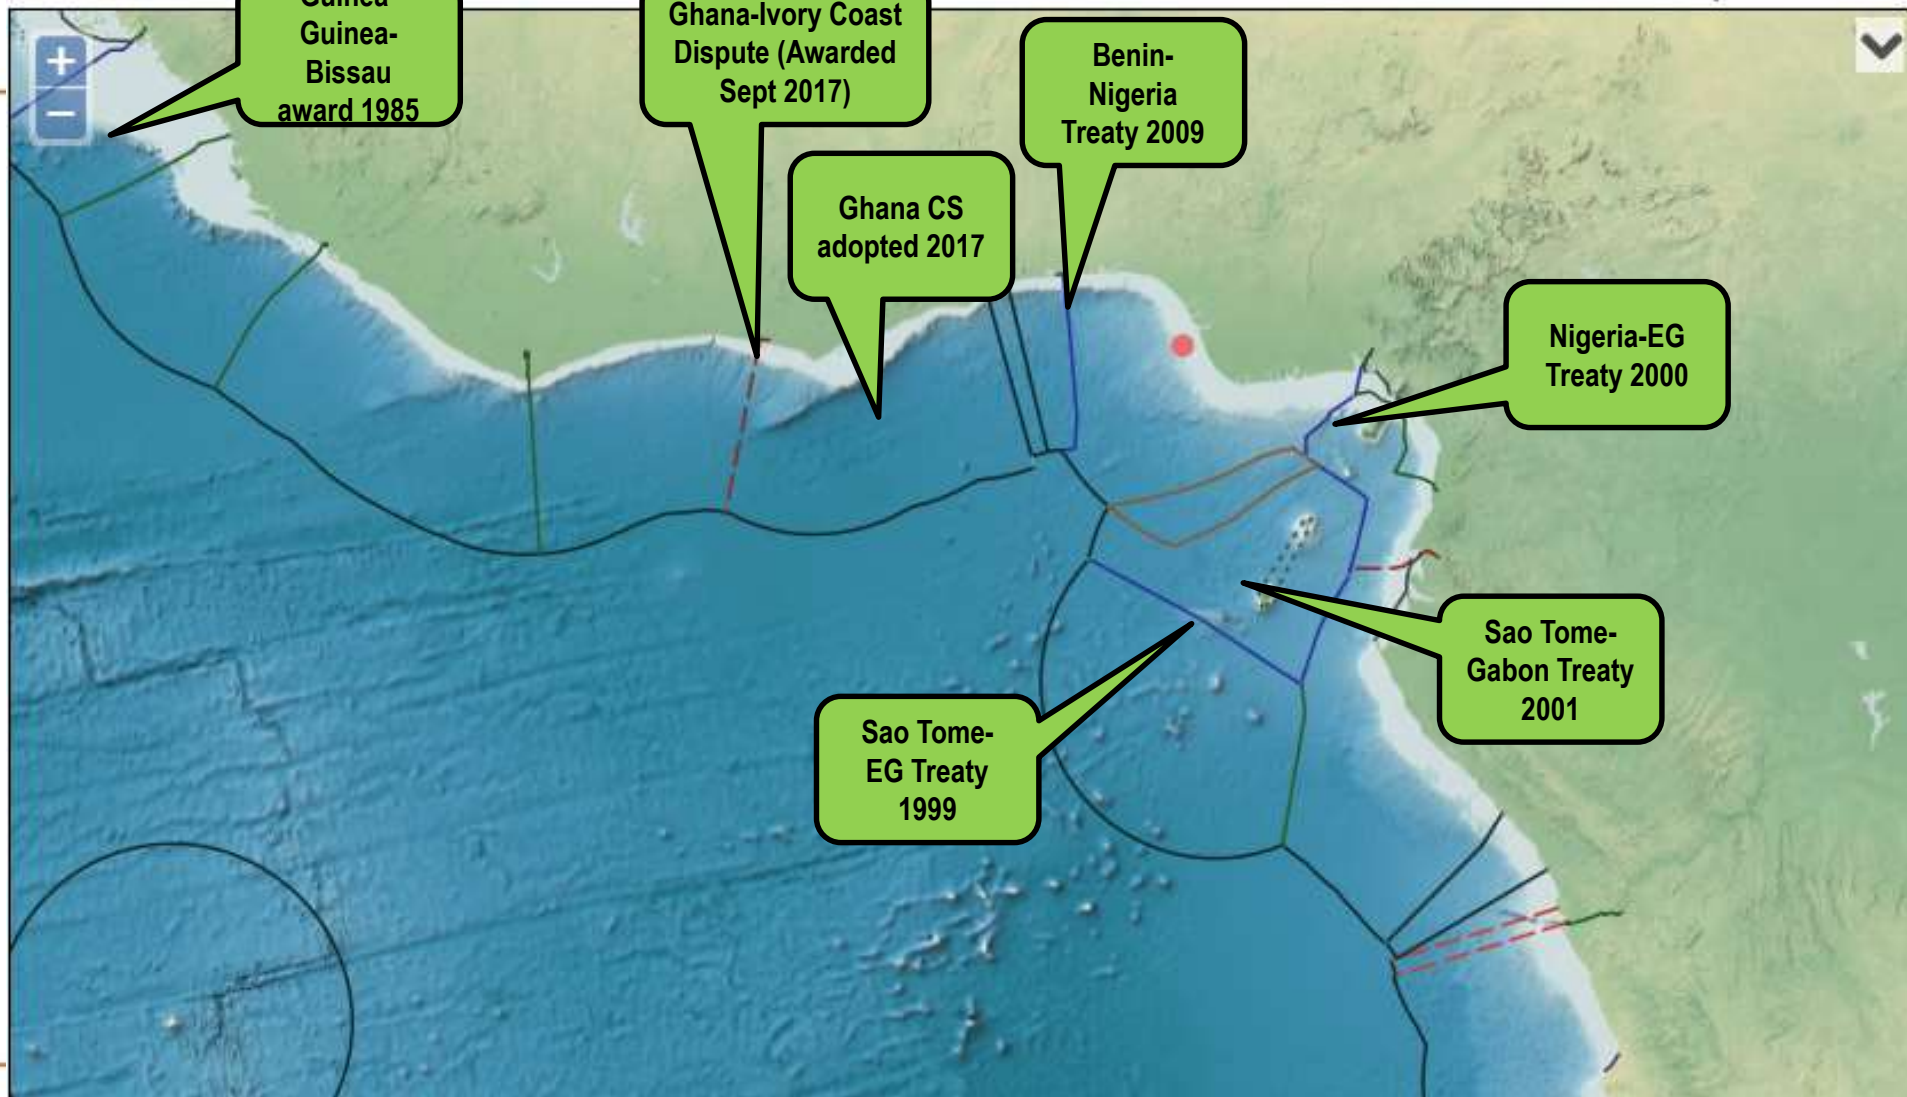 Guinea
Guinea-
Bissau
award 1985
Ghana-Ivory Coast
Dispute (Awarded
Sept 2017)
Benin-
Nigeria
Treaty 2009
Ghana CS
adopted 2017
Nigeria-EG
Treaty 2000
Sao Tome-
Gabon Treaty
2001
Sao Tome-
EG Treaty
1999
+
−